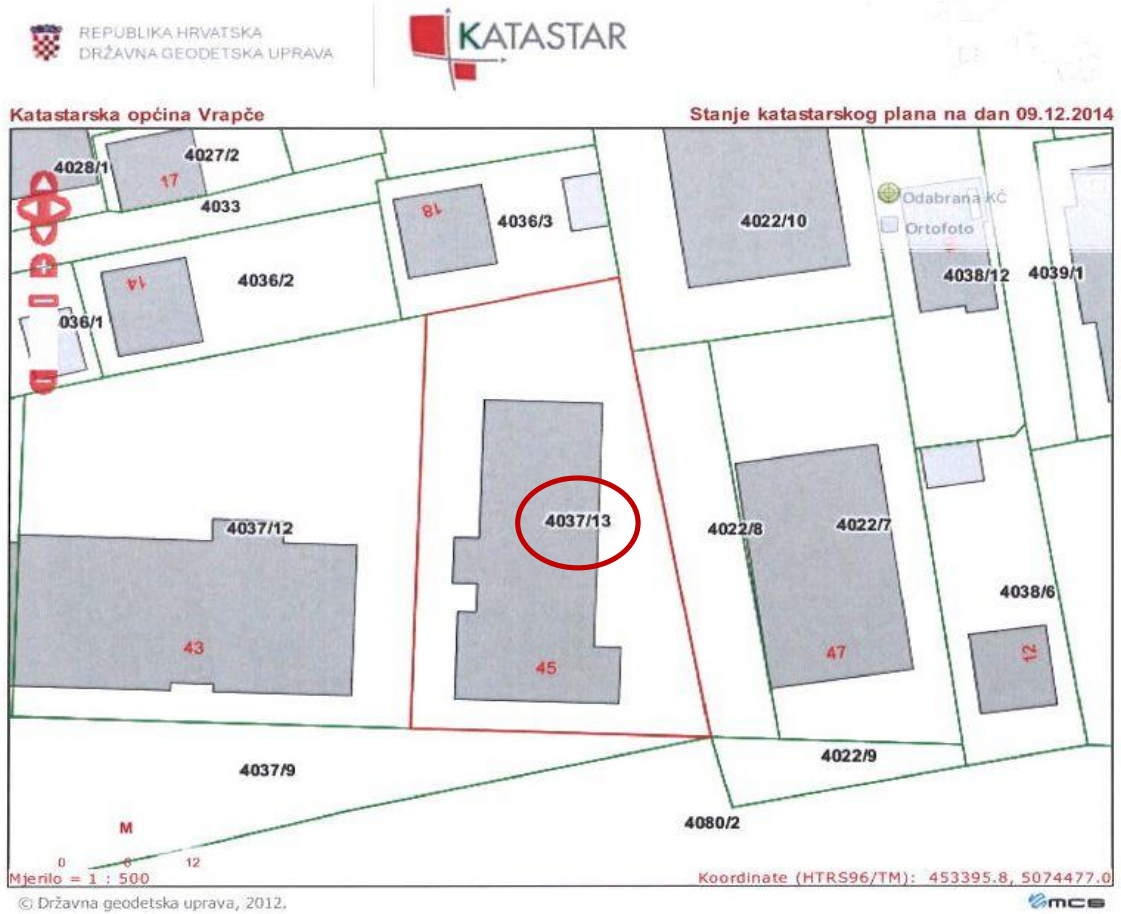 REPUBLIKA HRVATSKA
DRŽAVNA GEODETSKA UPRAVA
KATASTAR
Katastarska općina Vrapče
Stanje katastarskog plana na dan 09.12.2014
4028/1
4027/2
17
4033
18
4036/3
4022/10
Odabrana KČ
Ortofoto
14
4036/2
4038/12
4039/1
036/1
4037/12
4037/13
4022/8
4022/7
4038/6
43
45
47
12
4037/9
4022/9
4080/2
M
0 6 12
Mjerilo = 1 : 500
Koordinate (HTRS96/TM): 453395.8, 5074477.0
© Državna geodetska uprava, 2012.
mcs